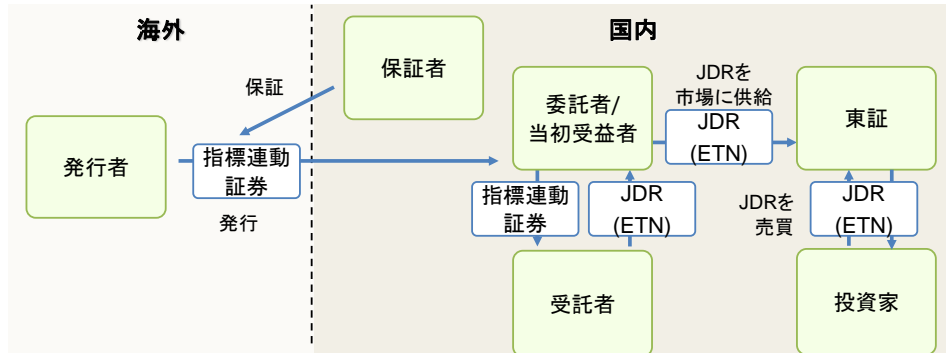 海外
国内
保証者
保証
発行者
指標連動
証券
発行
委託者/
当初受益者
JDRを
市場に供給
JDR
(ETN)
東証
指標連動
証券
JDR
(ETN)
JDRを
売買
JDR
(ETN)
受託者
投資家